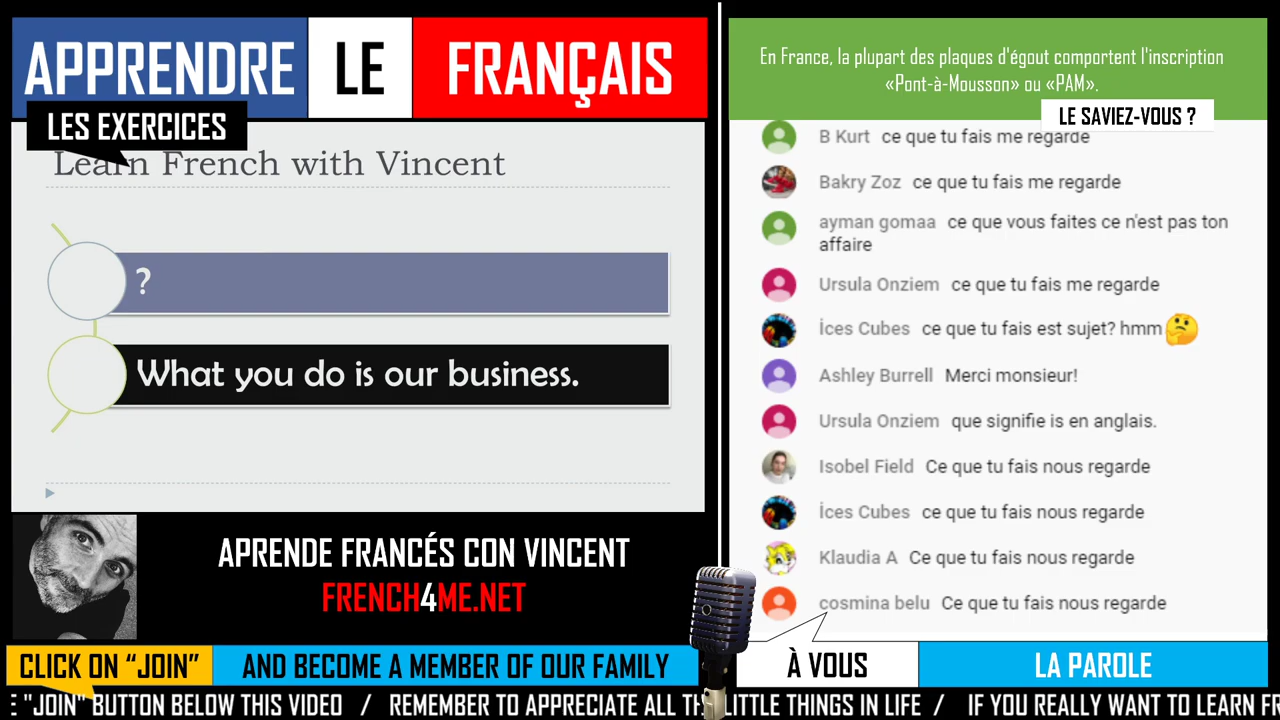 APPRENDRE LE FRANÇAIS
LES EXERCICES
Learn French with Vincent
?
What you do is our business.
APRENDE FRANCÉS CON VINCENT
FRENCH4ME.NET
CLICK ON “JOIN” AND BECOME A MEMBER OF OUR FAMILY
En France, la plupart des plaques d'égout comportent l'inscription
«Pont-à-Mousson» ou «PAM».
LE SAVIEZ-VOUS ?
B Kurt ce que tu fais me regarde
Bakry Zoz ce que tu fais me regarde
ayman gomaa ce que vous faites ce n'est pas ton
affaire
Ursula Onziem ce que tu fais me regarde
İces Cubes ce que tu fais est sujet? hmm🤔
Ashley Burrell Merci monsieur!
Ursula Onziem que signifie is en anglais.
Isobel Field Ce que tu fais nous regarde
İces Cubes ce que tu fais nous regarde
Klaudia A Ce que tu fais nous regarde
cosmina belu Ce que tu fais nous regarde
À VOUS LA PAROLE
"JOIN" BUTTON BELOW THIS VIDEO / REMEMBER TO APPRECIATE ALL LITTLE THINGS IN LIFE / IF YOU REALLY WANT TO LEARN